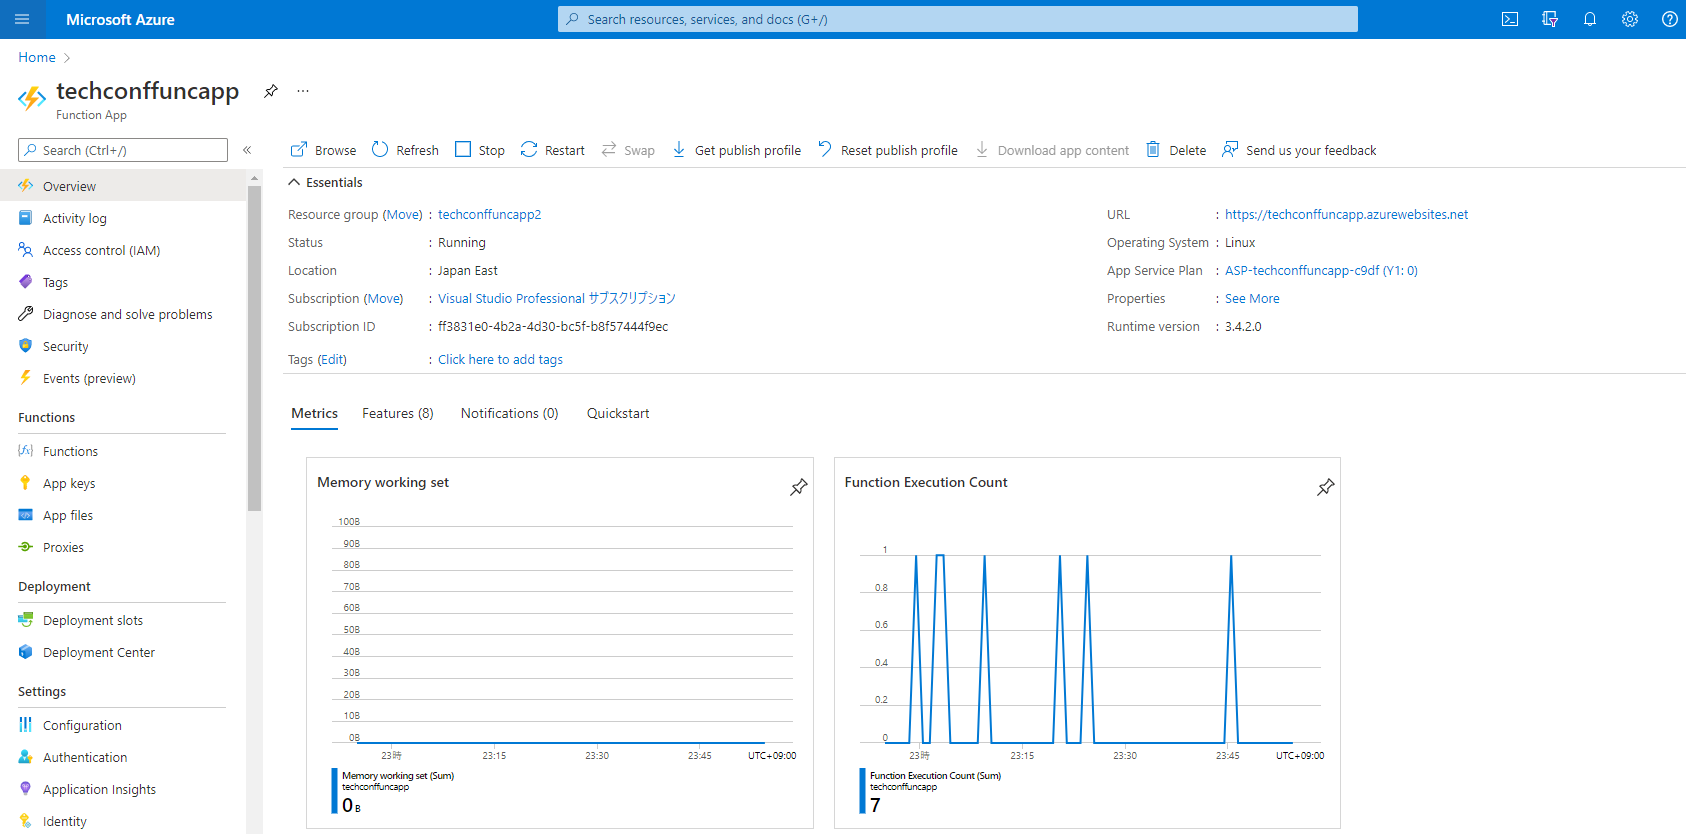 Microsoft Azure
Search resources, services, and docs (G+/)
Home
techconffuncapp
Function App
Search (Ctrl+/)
Browse
Refresh
Stop
Restart
Swap
Get publish profile
Reset publish profile
Download app content
Delete
Send us your feedback
Overview
Activity log
Access control (IAM)
Tags
Diagnose and solve problems
Security
Events (preview)
Functions
Functions
App keys
App files
Proxies
Deployment
Deployment slots
Deployment Center
Settings
Configuration
Authentication
Application Insights
Identity
Essentials
Resource group (Move) : techconffuncapp2
Status : Running
Location : Japan East
Subscription (Move) : Visual Studio Professional サブスクリプション
Subscription ID : ff3831e0-4b2a-4d30-bc5f-b8f57444f9ec
Tags (Edit) : Click here to add tags
URL : https://techconffuncapp.azurewebsites.net
Operating System : Linux
App Service Plan : ASP-techconffuncapp-c9df (Y1: 0)
Properties : See More
Runtime version : 3.4.2.0
Metrics
Features (8)
Notifications (0)
Quickstart
Memory working set
100B
90B
80B
70B
60B
50B
40B
30B
20B
10B
0B
23時 23:15 23:30 23:45 UTC+09:00
Memory working set (Sum)
techconffuncapp
0 B
Function Execution Count
1
0.8
0.6
0.4
0.2
0
23時 23:15 23:30 23:45 UTC+09:00
Function Execution Count (Sum)
techconffuncapp
7